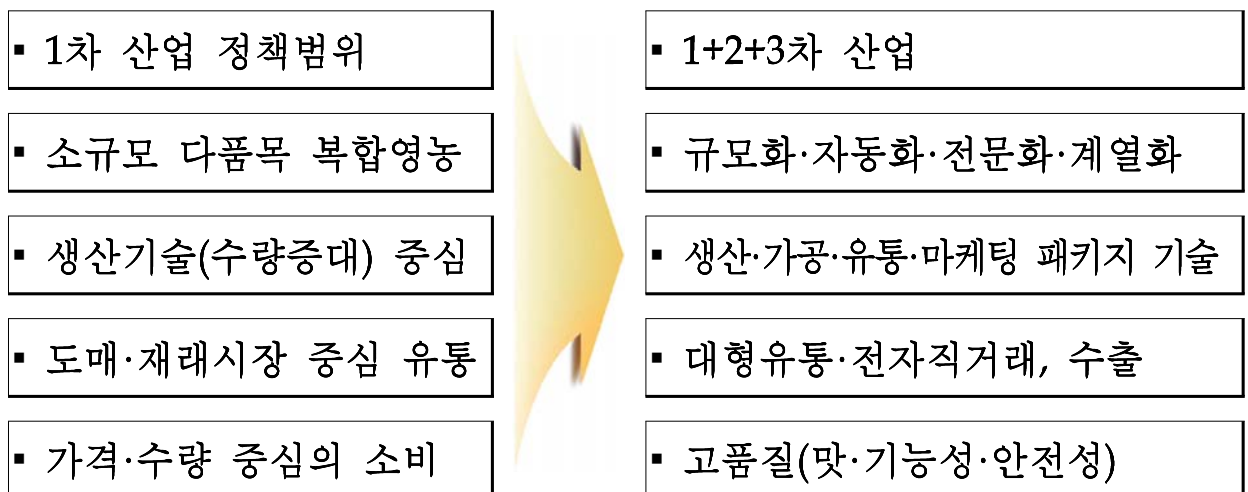 ▪ 1차 산업 정책범위
▪ 소규모 다품목 복합영농
▪ 생산기술(수량증대) 중심
▪ 도매·재래시장 중심 유통
▪ 가격·수량 중심의 소비
▪ 1+2+3차 산업
▪ 규모화·자동화·전문화·계열화
▪ 생산·가공·유통·마케팅 패키지 기술
▪ 대형유통·전자직거래, 수출
▪ 고품질(맛·기능성·안전성)